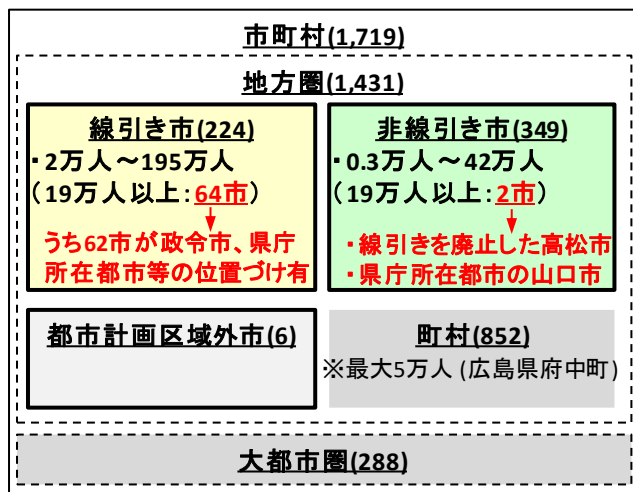 市町村(1,719)
地方圏(1,431)
線引き市(224)
・2万人～195万人
(19万人以上:64市)
うち62市が政令市、県庁
所在都市等の位置づけ有
非線引き市(349)
・0.3万人～42万人
(19万人以上:2市)
・線引きを廃止した高松市
・県庁所在都市の山口市
都市計画区域外市(6)
町村(852)
※最大5万人 (広島県府中町)
大都市圏(288)